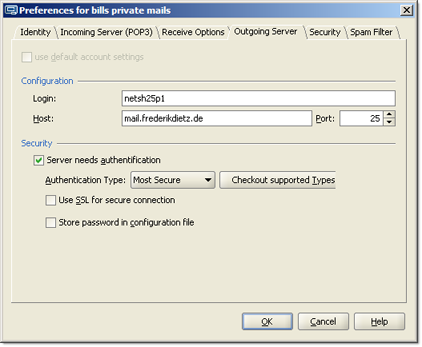 Preferences for bills private mails
Identity Incoming Server (POP3) Receive Options Outgoing Server Security Spam Filter
use default account settings
Configuration
Login: netsh25p1
Host: mail.frederikdietz.de Port: 25
Security
Server needs authentication
Authentication Type: Most Secure Checkout supported Types
Use SSL for secure connection
Store password in configuration file
OK Cancel Help